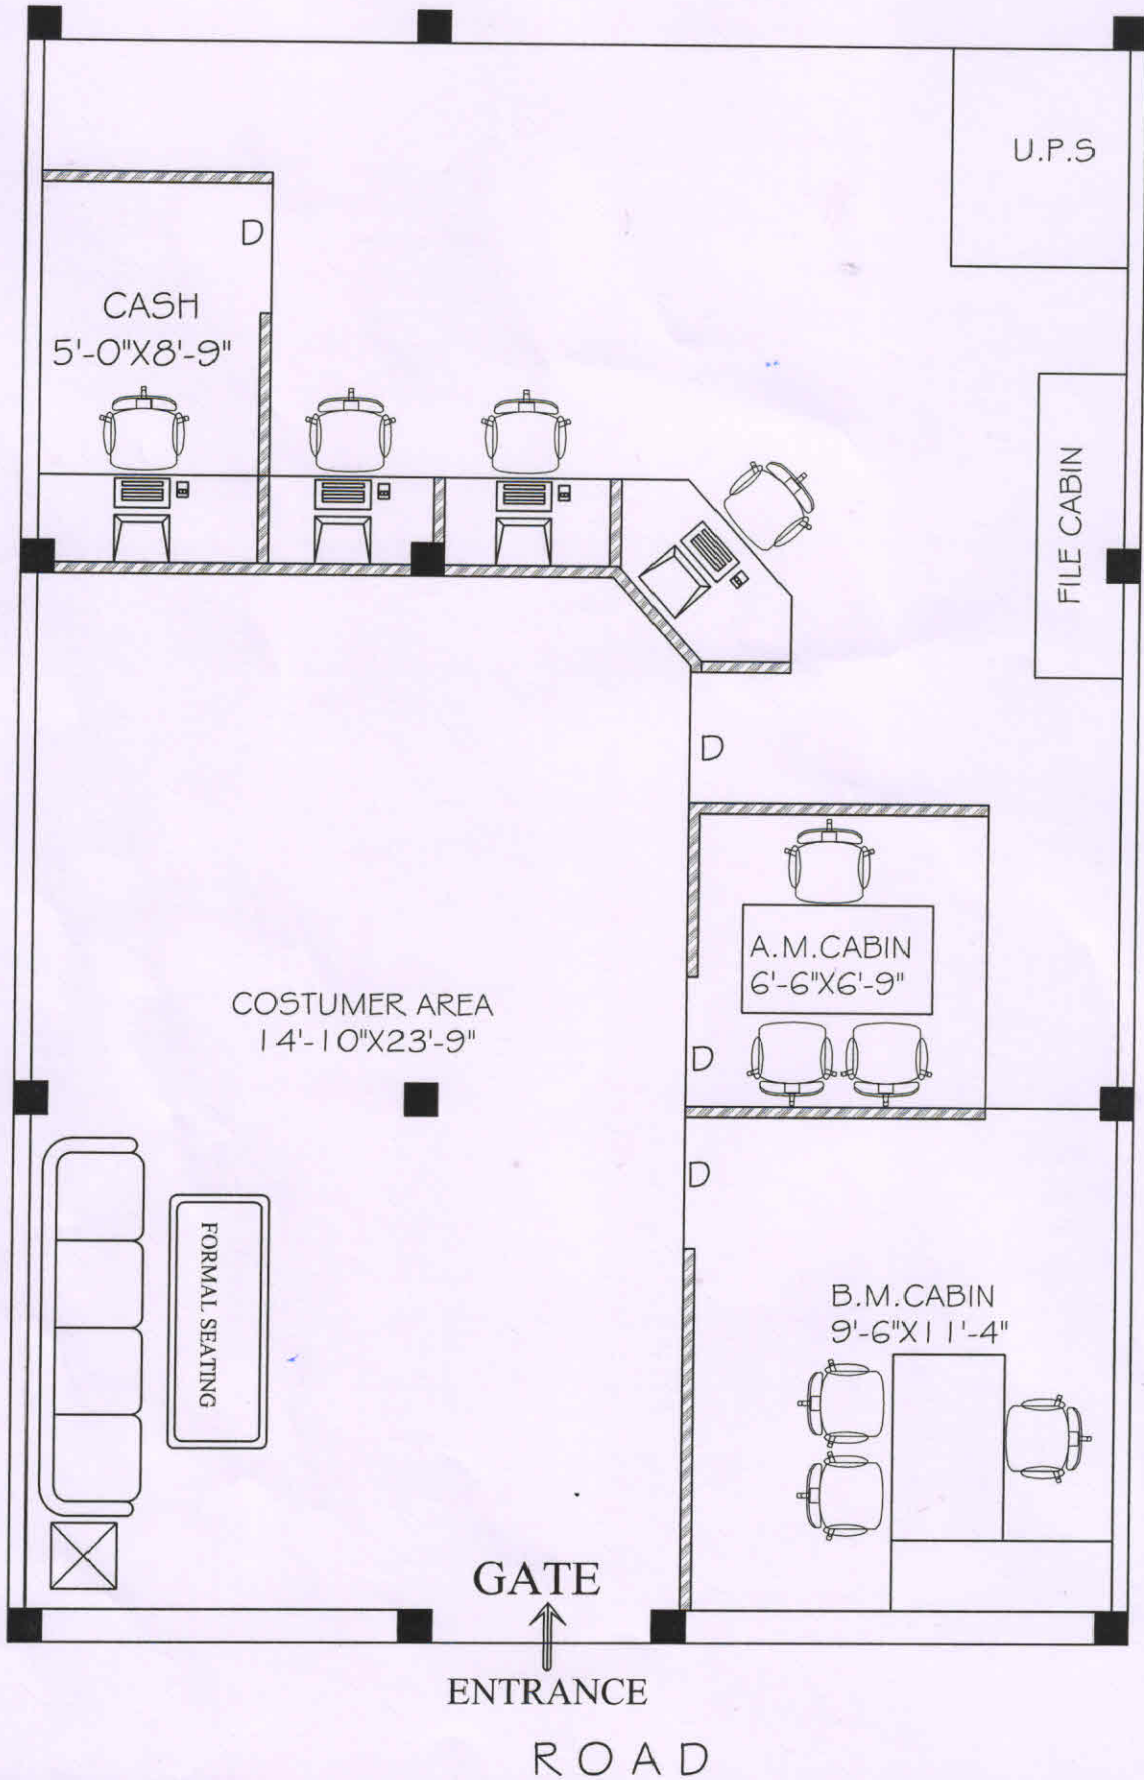 U.P.S
D
CASH
5'-0"X8'-9"
FILE CABIN
D
A.M.CABIN
6'-6"X6'-9"
COSTUMER AREA
14'-10"X23'-9"
D
D
FORMAL SEATING
B.M.CABIN
9'-6"X11'-4"
GATE
ENTRANCE
ROAD